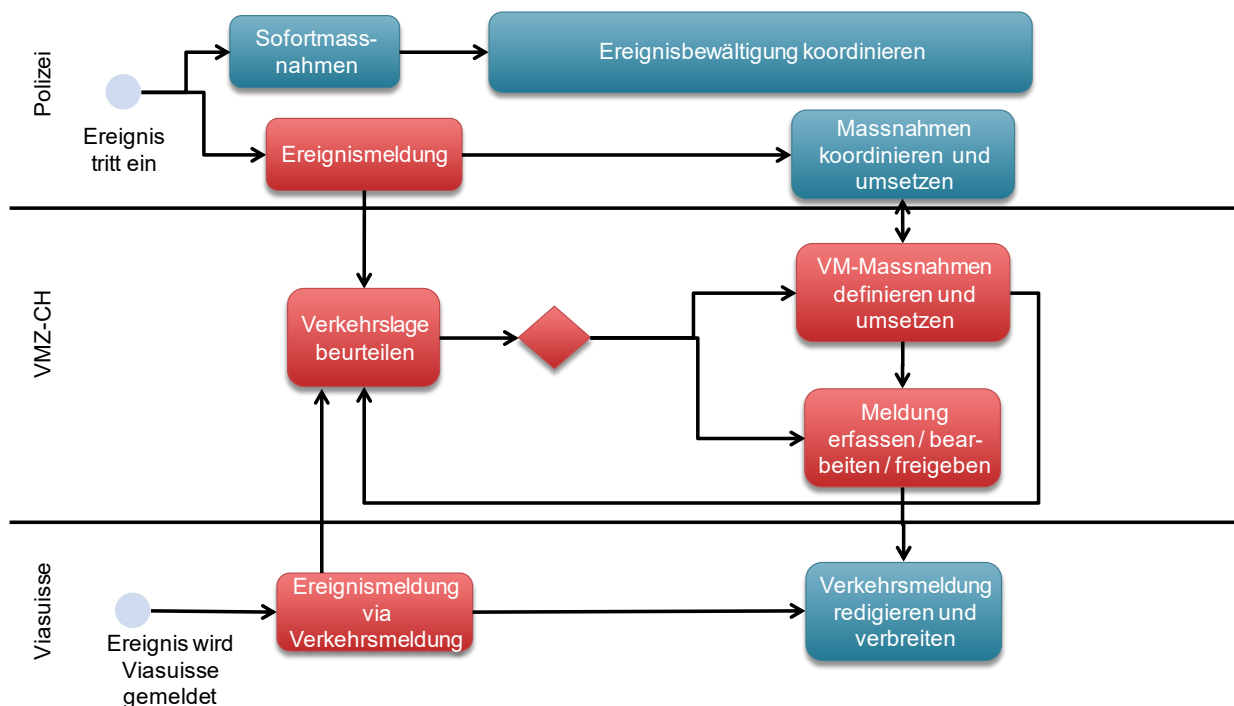 Polizei
Sofortmass-
nahmen
Ereignisbewältigung koordinieren
Ereignis
tritt ein
Ereignismeldung
Massnahmen
koordinieren und
umsetzen
VMZ-CH
Verkehrslage
beurteilen
VM-Massnahmen
definieren und
umsetzen
Meldung
erfassen / bear-
beiten / freigeben
Viasuisse
Ereignis wird
Viasuisse
gemeldet
Ereignismeldung
via
Verkehrsmeldung
Verkehrsmeldung
redigieren und
verbreiten